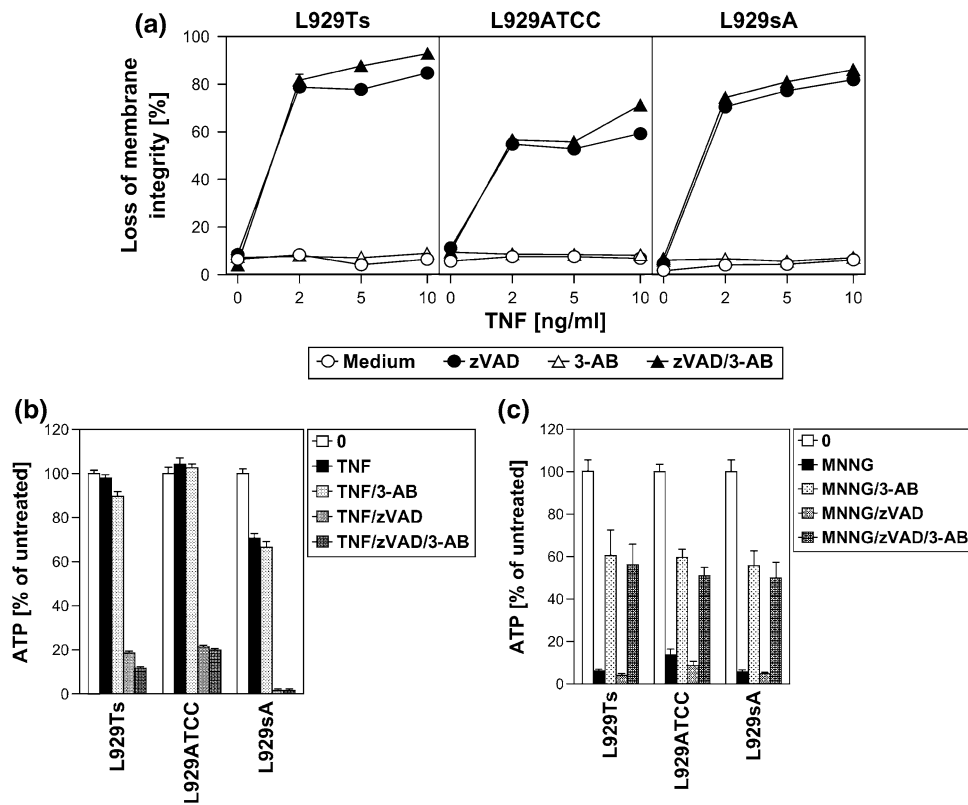 (a)
L929Ts L929ATCC L929sA
Loss of membrane
integrity [%]
100
80
60
40
20
0
0 2 5 10 0 2 5 10 0 2 5 10
TNF [ng/ml]
Medium zVAD 3-AB zVAD/3-AB
(b)
ATP [% of untreated]
120
100
80
60
40
20
0
L929Ts
L929ATCC
L929sA
0
TNF
TNF/3-AB
TNF/zVAD
TNF/zVAD/3-AB
(c)
ATP [% of untreated]
120
100
80
60
40
20
0
L929Ts
L929ATCC
L929sA
0
MNNG
MNNG/3-AB
MNNG/zVAD
MNNG/zVAD/3-AB